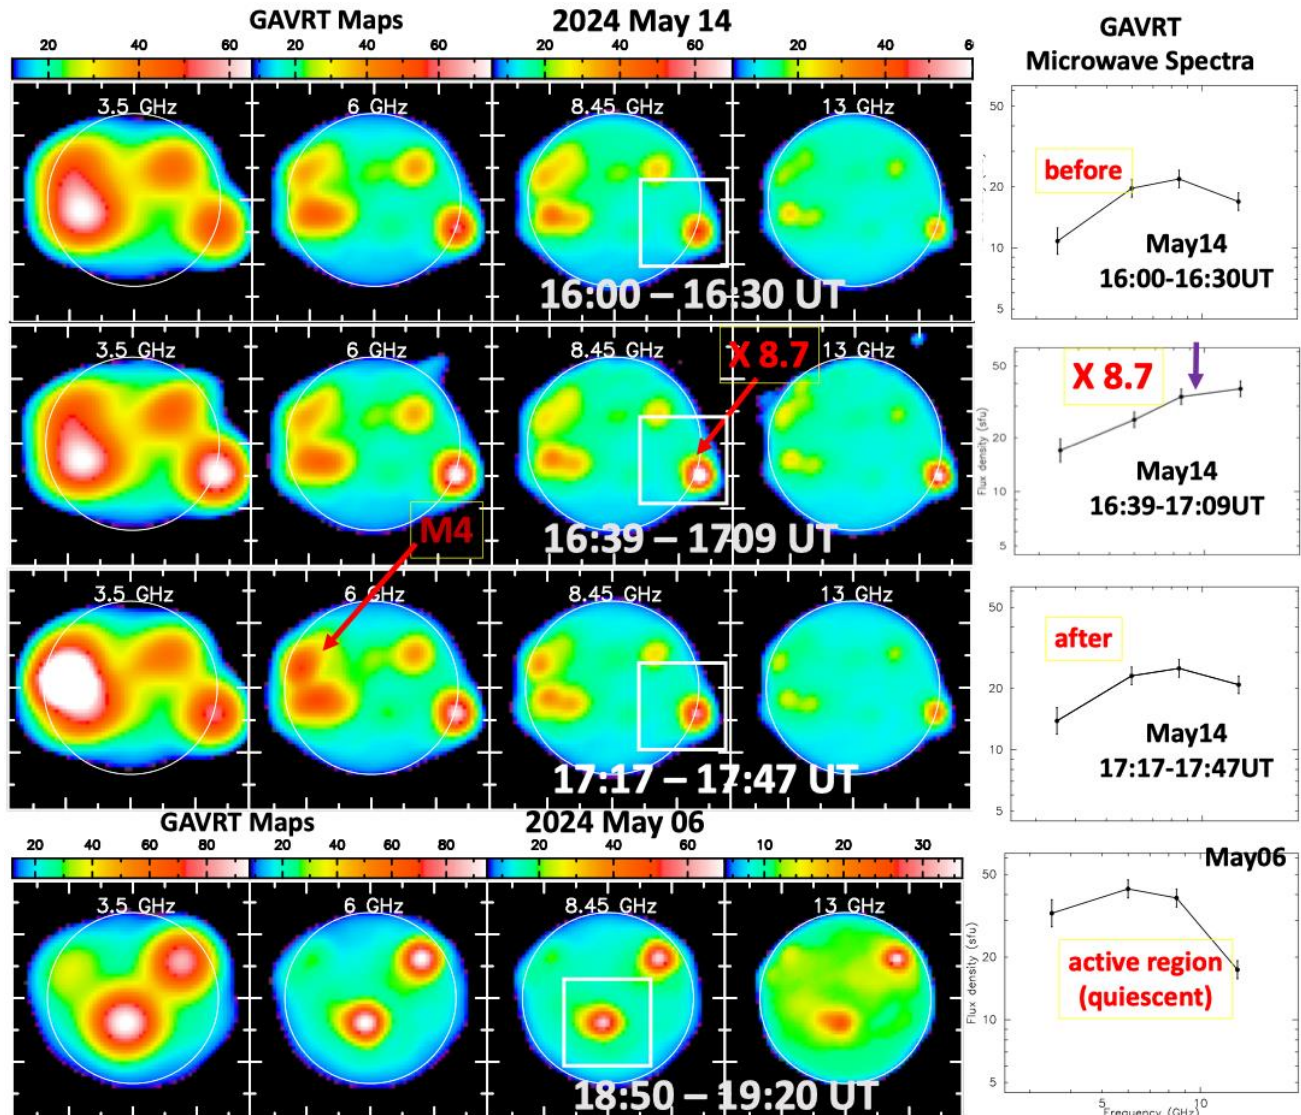 GAVRT Maps
2024 May 14
GAVRT
Microwave Spectra
20 40 60
20 40 60
20 40 60
20 40 6
3.5 GHz
6 GHz
8.45 GHz
13 GHz
16:00 – 16:30 UT
50
20
10
5
before
May14
16:00-16:30UT
3.5 GHz
6 GHz
8.45 GHz
13 GHz
X 8.7
M4
16:39 – 1709 UT
Flux density (sfu)
50
20
10
5
X 8.7
May14
16:39-17:09UT
3.5 GHz
6 GHz
8.45 GHz
13 GHz
17:17 – 17:47 UT
50
20
10
5
after
May14
17:17-17:47UT
GAVRT Maps
2024 May 06
20 40 60 80
20 40 60 80
20 40 60
10 20 30
3.5 GHz
6 GHz
8.45 GHz
13 GHz
18:50 – 19:20 UT
May06
Flux density (sfu)
50
20
10
5
active region
(quiescent)
5 10
Frequency (GHz)